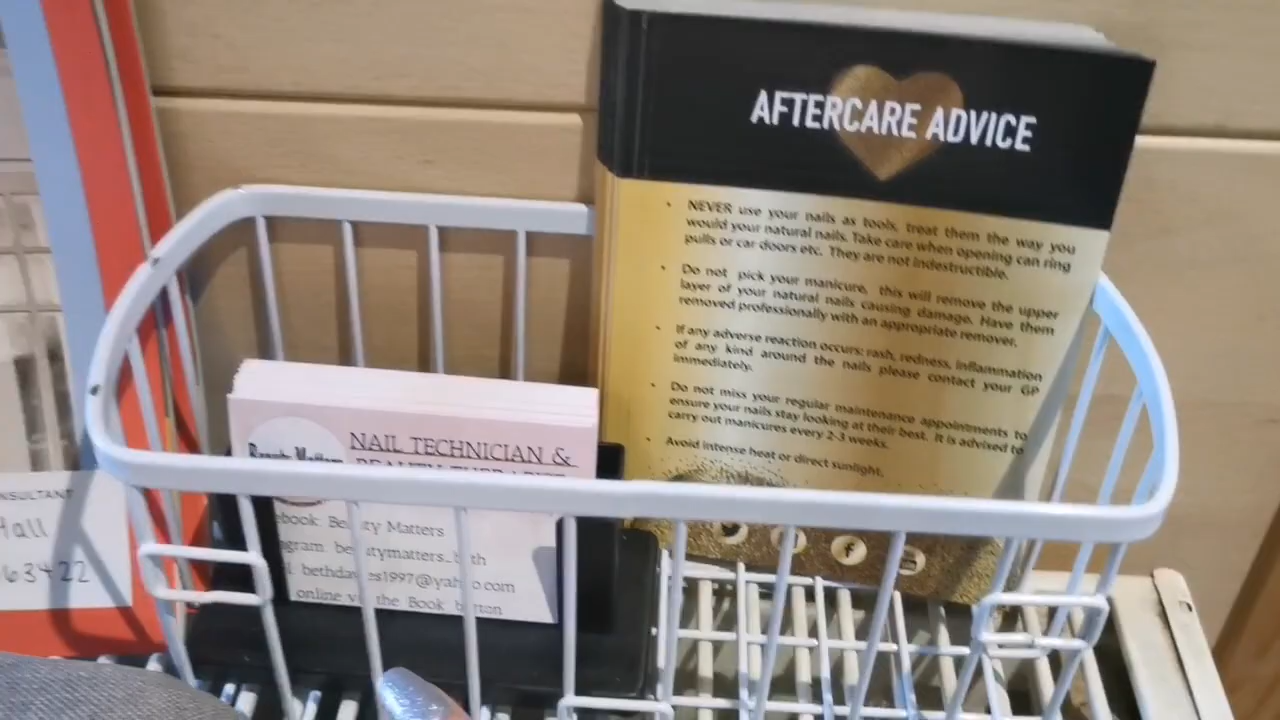 AFTERCARE ADVICE
NEVER use your nails as tools, treat them the way you
would your natural nails. Take care when opening can ring
pulls or car doors etc. They are not indestructible.
Do not pick your manicure, this will remove the upper
layer of your natural nails causing damage. Have them
removed professionally with an appropriate remover.
If any adverse reaction occurs: rash, redness, inflammation
of any kind around the nails please contact your GP
immediately.
Do not miss your regular maintenance appointments to
ensure your nails stay looking at their best. It is advised to
carry out manicures every 2-3 weeks.
Avoid intense heat or direct sunlight.
NAIL TECHNICIAN &
Beauty Matters
the Book
online